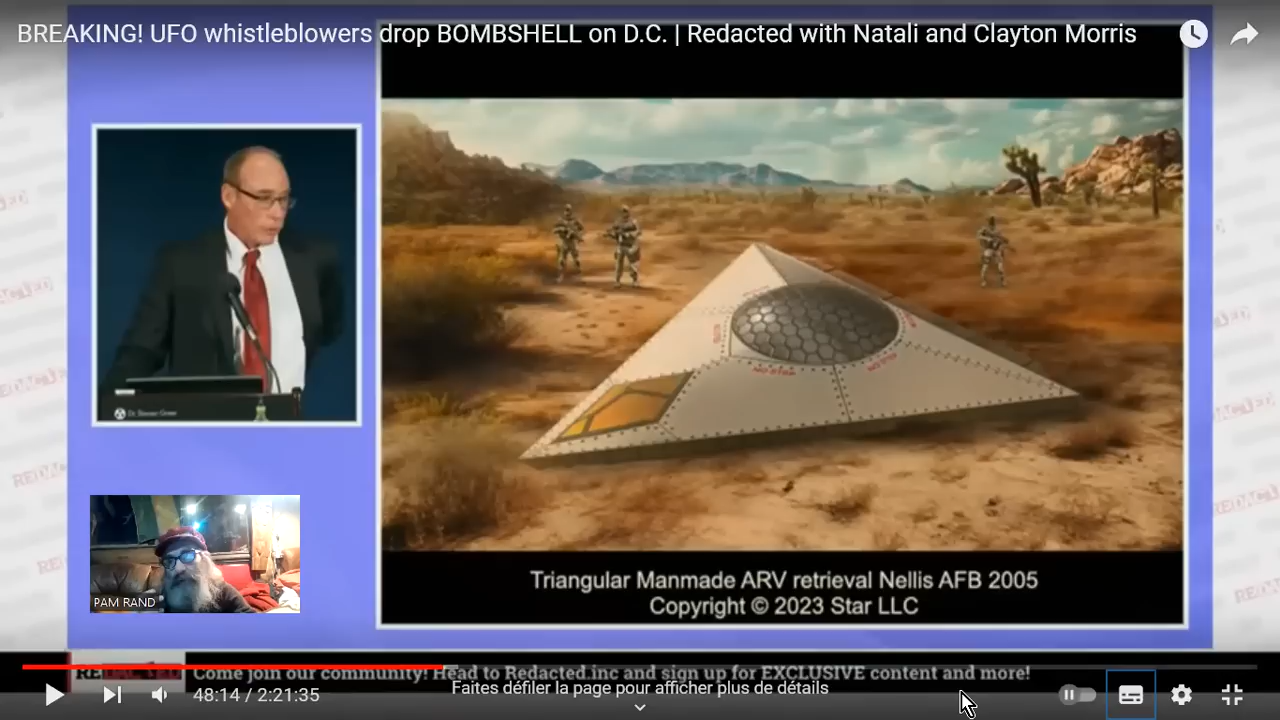 BREAKING! UFO whistleblowers drop BOMBSHELL on D.C. | Redacted with Natali and Clayton Morris
Dr. Steven Greer
NO STEP
PAM RAND
Triangular Manmade ARV retrieval Nellis AFB 2005
Copyright © 2023 Star LLC
REDACTED
Come join our community! Head to Redacted.inc and sign up for EXCLUSIVE content and more!
48:14 / 2:21:35
Faites défiler la page pour afficher plus de détails